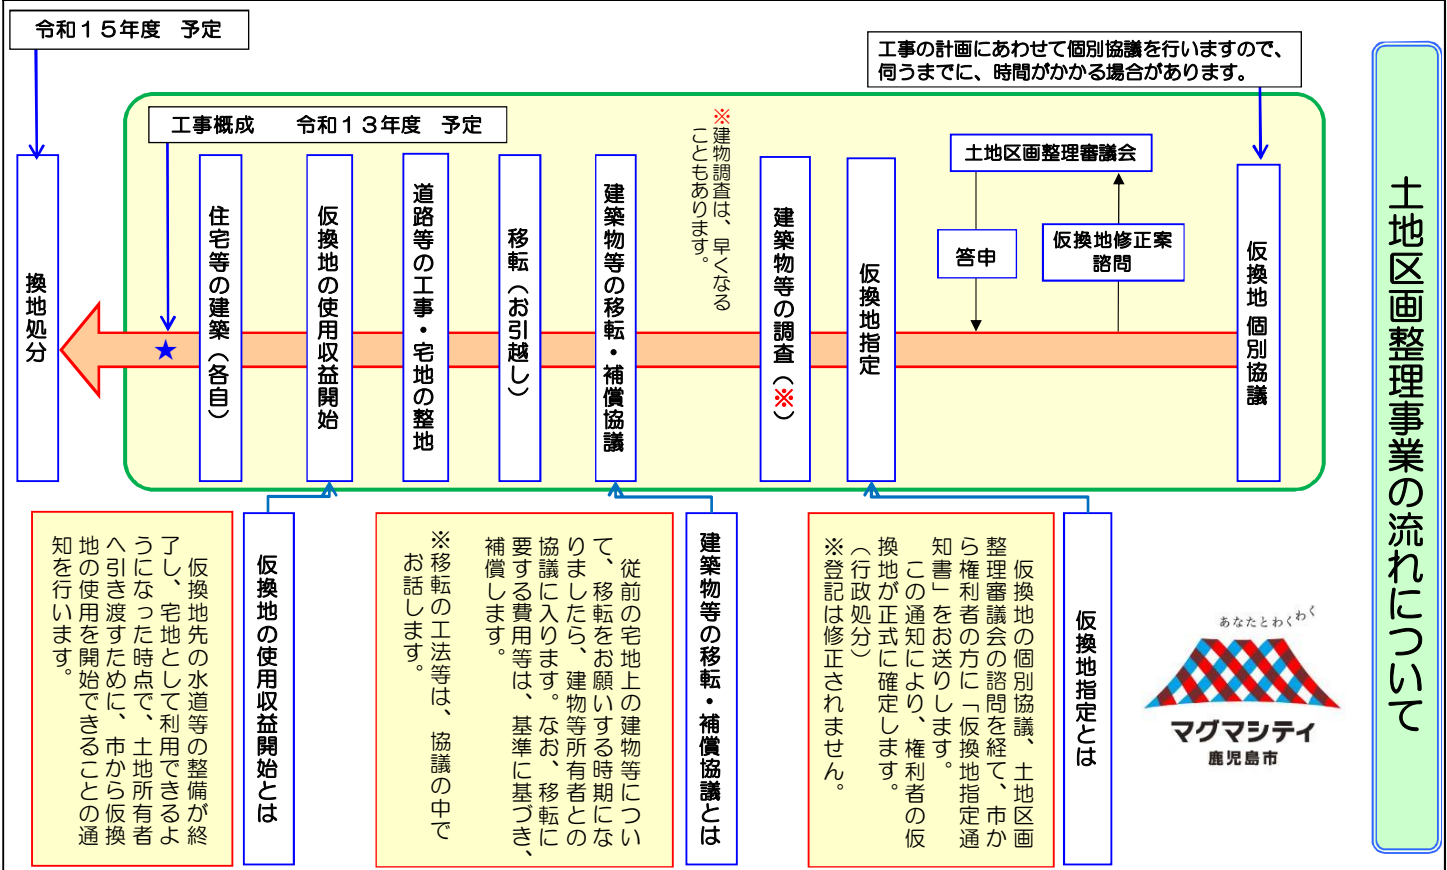 土地区画整理事業の流れについて
工事の計画にあわせて個別協議を行いますので、
伺うまでに、時間がかかる場合があります。
仮換地 個別協議
土地区画整理審議会
仮換地修正案
諮問
答申
仮換地指定
建築物等の調査（※）
※建物調査は、早くなる
こともあります。
建築物等の移転・補償協議
移転（お引越し）
道路等の工事・宅地の整地
仮換地の使用収益開始
住宅等の建築（各自）
工事概成　令和１３年度　予定
★
令和１５年度　予定
換地処分
あなたとわくわく
マグマシティ
鹿児島市
仮換地指定とは
仮換地の個別協議、土地区画
整理審議会の諮問を経て、市か
ら権利者の方に「仮換地指定通
知書」をお送りします。
この通知により、権利者の仮
換地が正式に確定します。
（行政処分）
※登記は修正されません。
建築物等の移転・補償協議とは
従前の宅地上の建物等につい
て、移転をお願いする時期にな
りましたら、建物等所有者との
協議に入ります。なお、移転に
要する費用等は、基準に基づき、
補償します。
※移転の工法等は、協議の中で
お話します。
仮換地の使用収益開始とは
仮換地先の水道等の整備が終
了し、宅地として利用できるよ
うになった時点で、土地所有者
へ引き渡すために、市から仮換
地の使用を開始できることの通
知を行います。